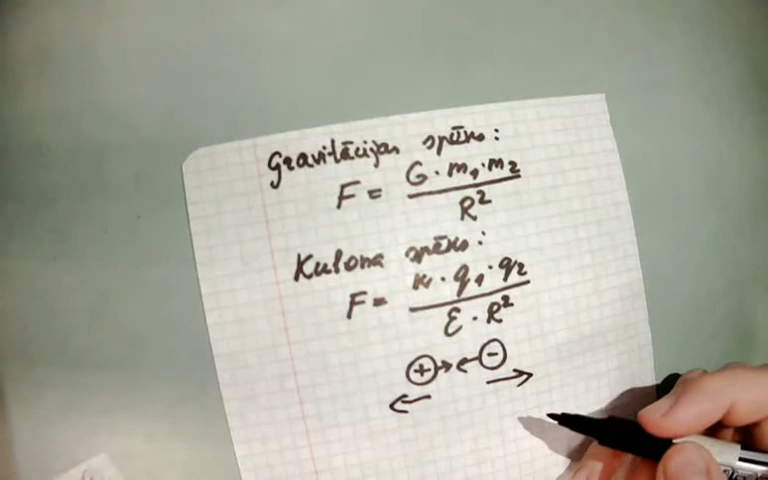 Gravitācijas spēks:
F = G · m₁ · m₂ / R²
Kulona spēks:
F = k · q₁ · q₂ / ε · R²
+ −